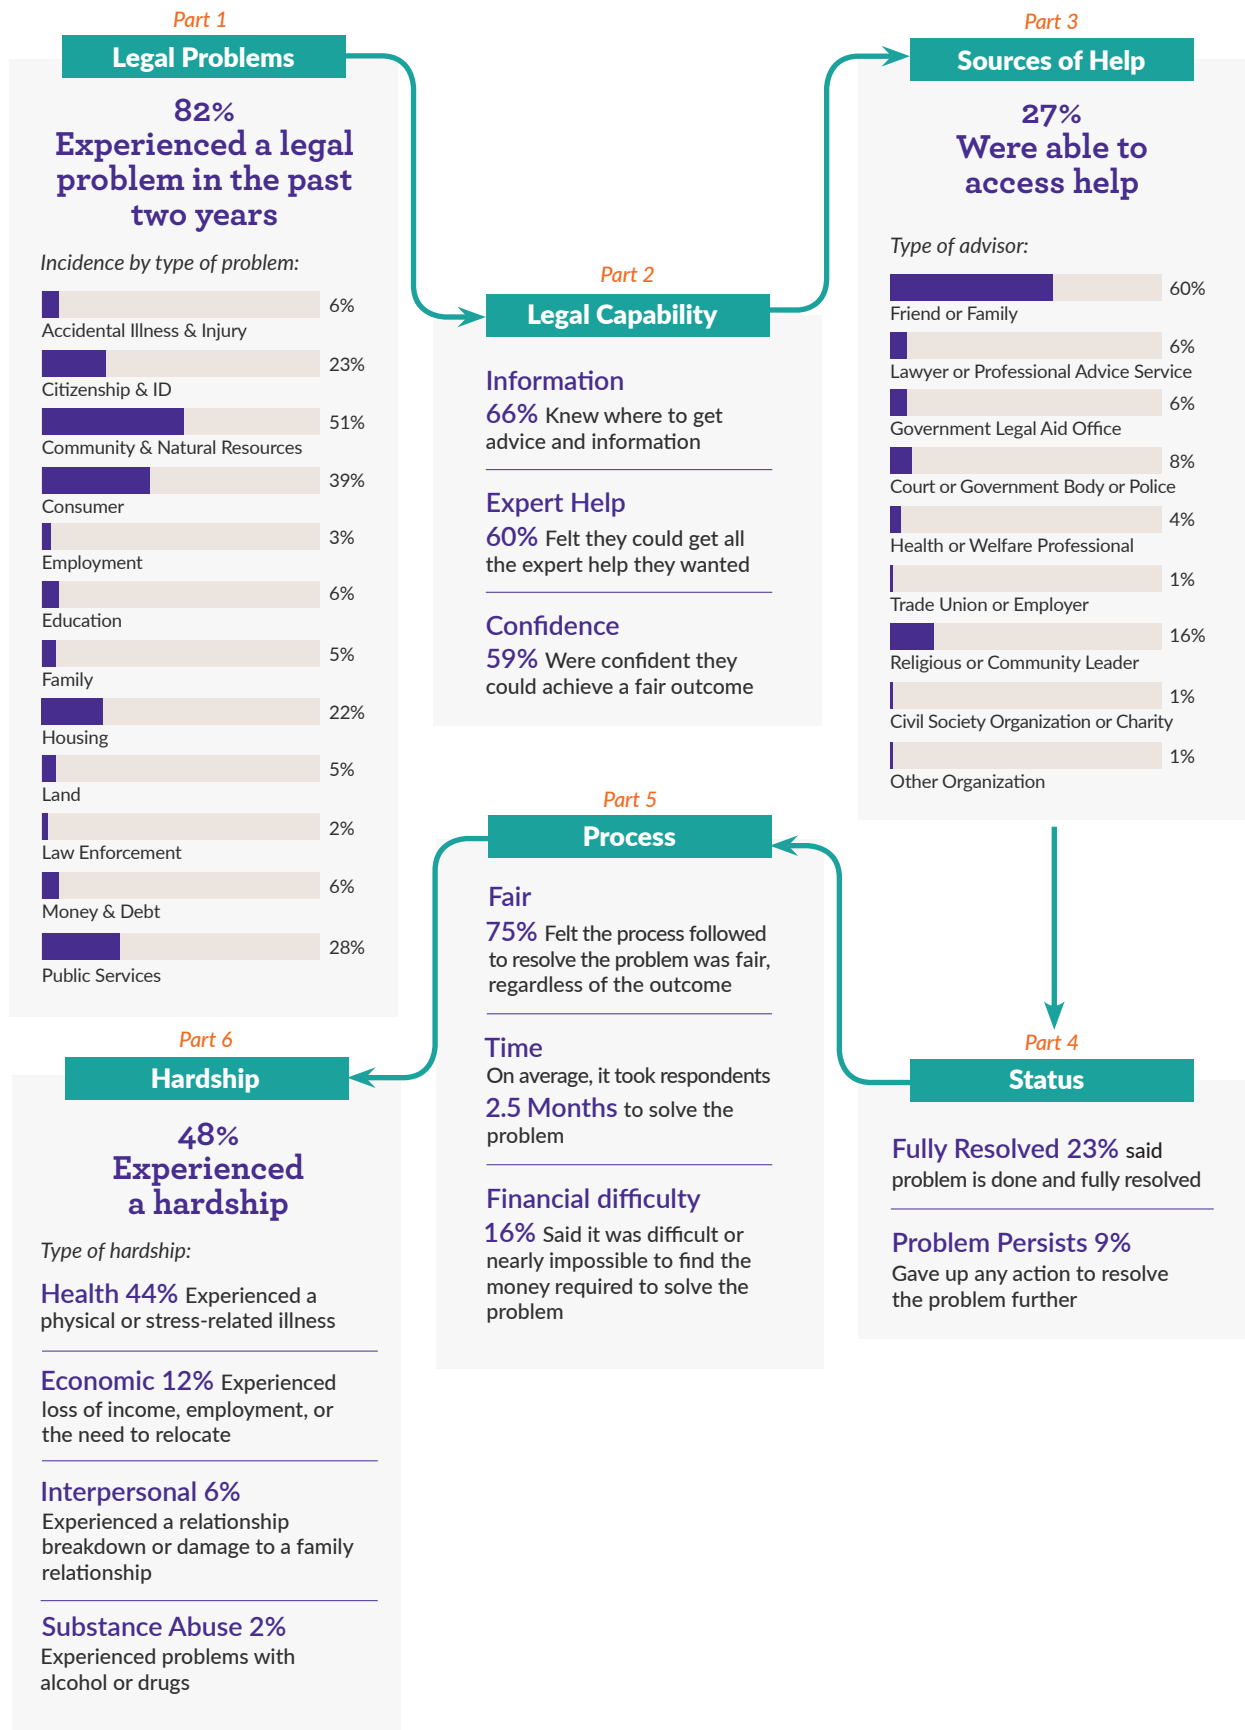 Part 1
Legal Problems
82%
Experienced a legal
problem in the past
two years
Incidence by type of problem:
6%
Accidental Illness & Injury
23%
Citizenship & ID
51%
Community & Natural Resources
39%
Consumer
3%
Employment
6%
Education
5%
Family
22%
Housing
5%
Land
2%
Law Enforcement
6%
Money & Debt
28%
Public Services
Part 2
Legal Capability
Information
66% Knew where to get
advice and information
Expert Help
60% Felt they could get all
the expert help they wanted
Confidence
59% Were confident they
could achieve a fair outcome
Part 3
Sources of Help
27%
Were able to
access help
Type of advisor:
60%
Friend or Family
6%
Lawyer or Professional Advice Service
6%
Government Legal Aid Office
8%
Court or Government Body or Police
4%
Health or Welfare Professional
1%
Trade Union or Employer
16%
Religious or Community Leader
1%
Civil Society Organization or Charity
1%
Other Organization
Part 4
Status
Fully Resolved 23% said
problem is done and fully resolved
Problem Persists 9%
Gave up any action to resolve
the problem further
Part 5
Process
Fair
75% Felt the process followed
to resolve the problem was fair,
regardless of the outcome
Time
On average, it took respondents
2.5 Months to solve the
problem
Financial difficulty
16% Said it was difficult or
nearly impossible to find the
money required to solve the
problem
Part 6
Hardship
48%
Experienced
a hardship
Type of hardship:
Health 44% Experienced a
physical or stress-related illness
Economic 12% Experienced
loss of income, employment, or
the need to relocate
Interpersonal 6%
Experienced a relationship
breakdown or damage to a family
relationship
Substance Abuse 2%
Experienced problems with
alcohol or drugs